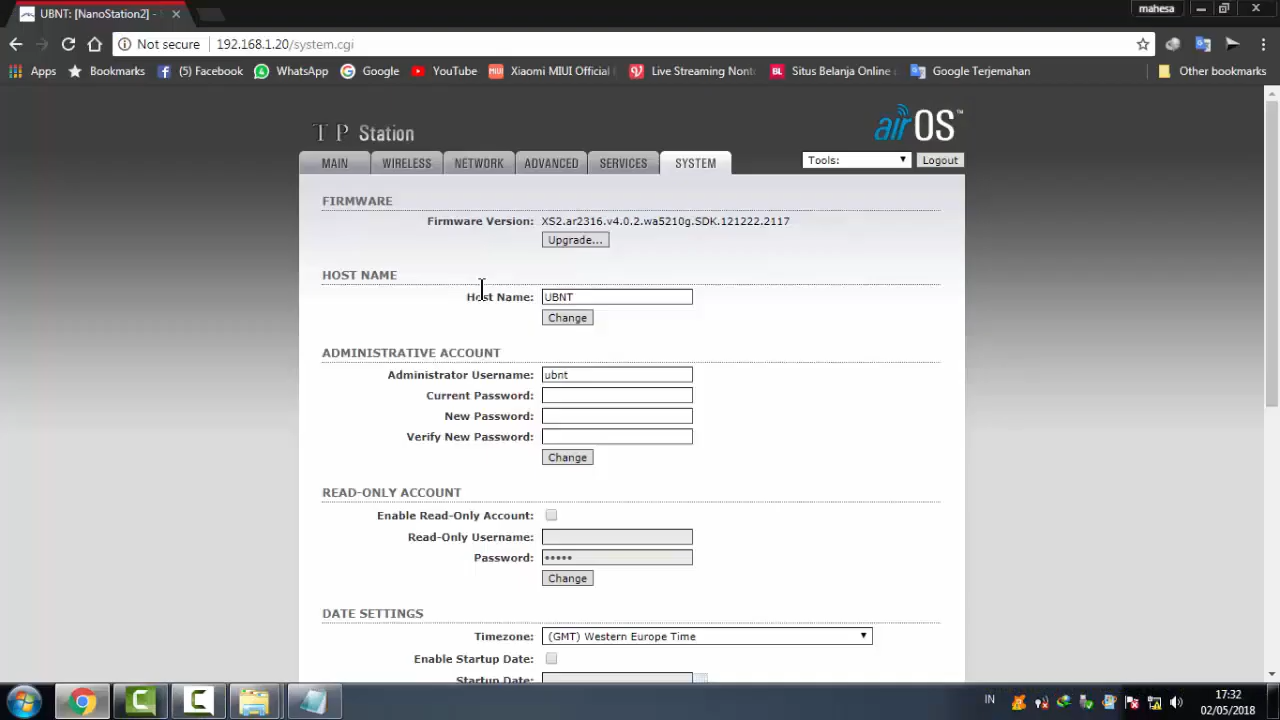 UBNT: [NanoStation2] -
mahesa
Not secure 192.168.1.20/system.cgi
Apps Bookmarks (5) Facebook WhatsApp Google YouTube Xiaomi MIUI Official Live Streaming Nont Situs Belanja Online Google Terjemahan Other bookmarks
TP Station
airOS™
MAIN WIRELESS NETWORK ADVANCED SERVICES SYSTEM Tools: Logout
FIRMWARE
Firmware Version: XS2.ar2316.v4.0.2.wa5210g.SDK.121222.2117
Upgrade...
HOST NAME
Host Name: UBNT
Change
ADMINISTRATIVE ACCOUNT
Administrator Username: ubnt
Current Password:
New Password:
Verify New Password:
Change
READ-ONLY ACCOUNT
Enable Read-Only Account:
Read-Only Username:
Password: •••••
Change
DATE SETTINGS
Timezone: (GMT) Western Europe Time
Enable Startup Date:
Startup Date:
IN
17:32
02/05/2018